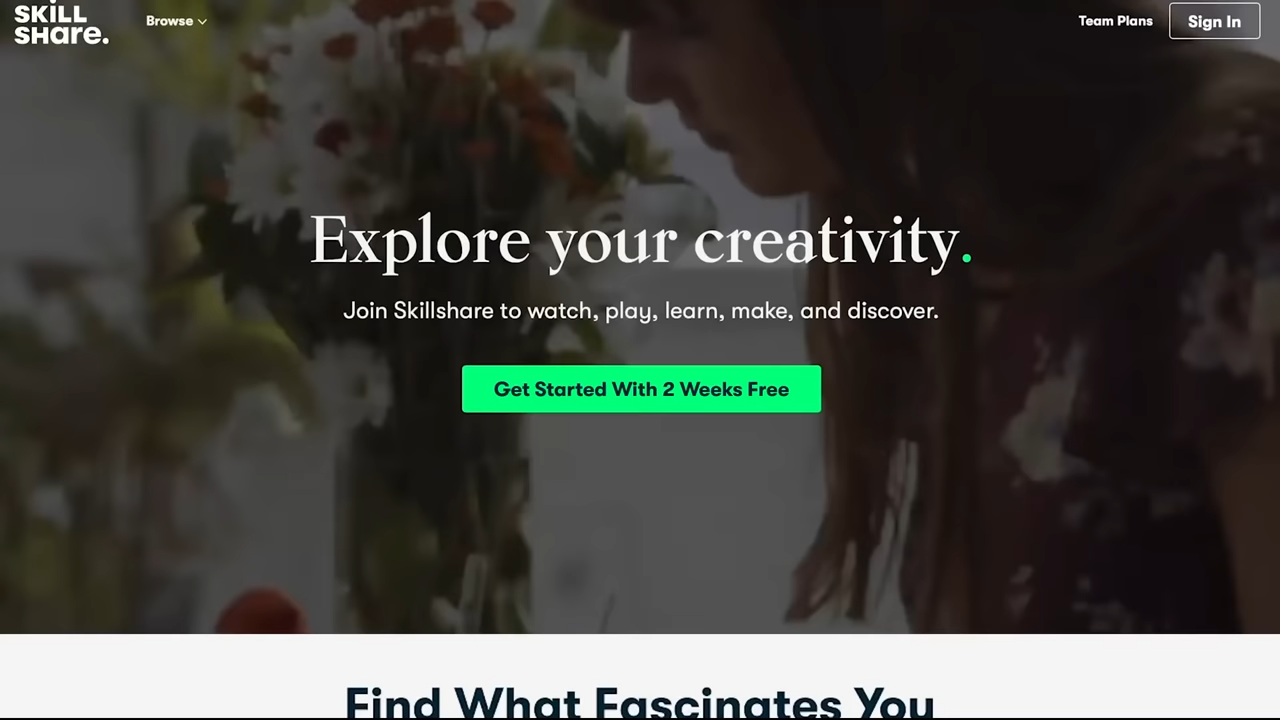 SKiLL
SHare.
Browse
Team Plans
Sign In
Explore your creativity.
Join Skillshare to watch, play, learn, make, and discover.
Get Started With 2 Weeks Free
Find What Fascinates You